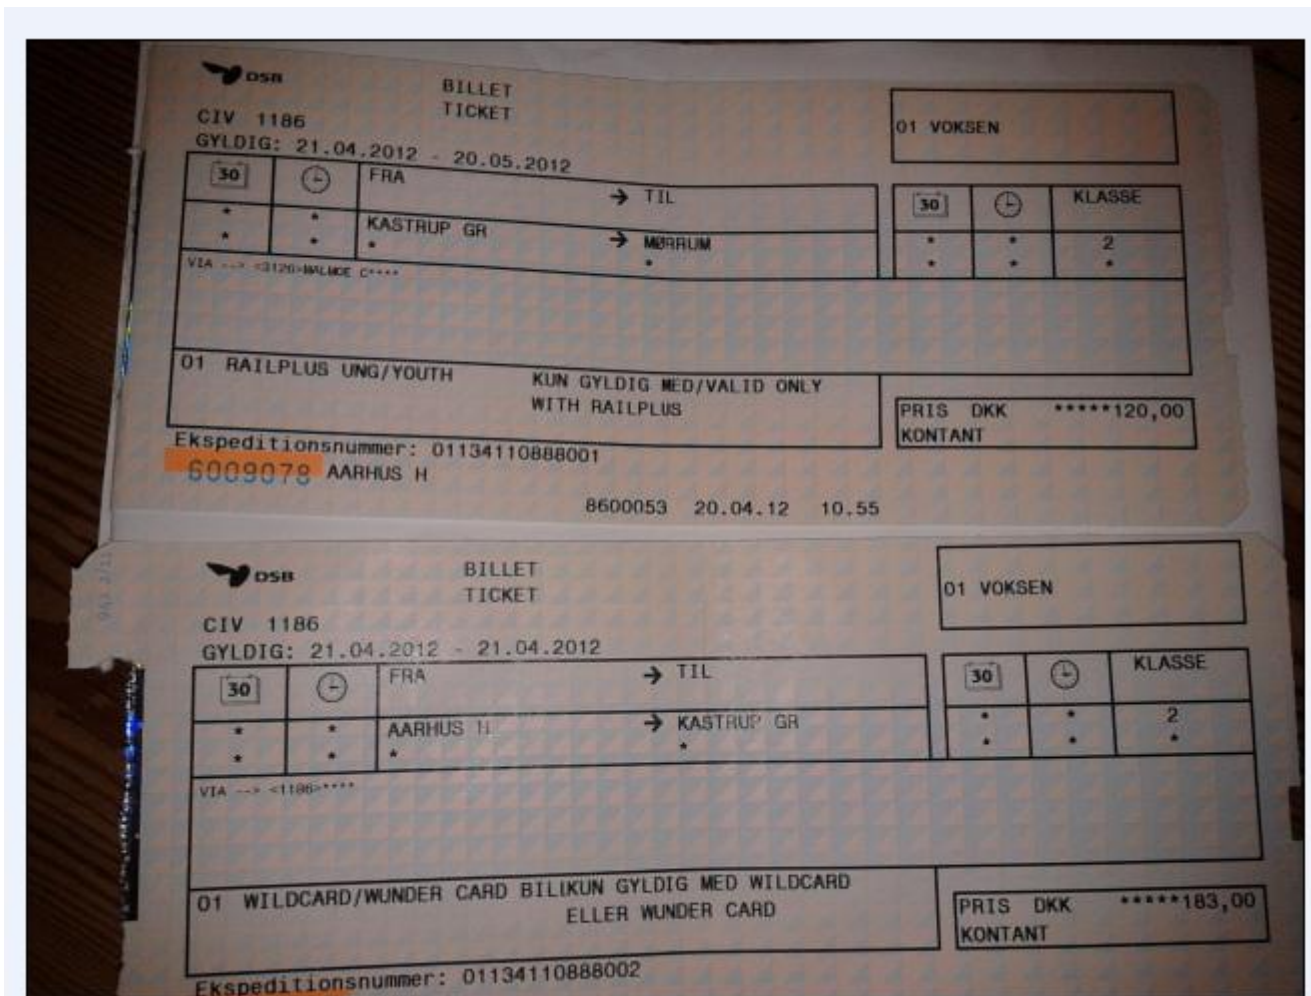 DSB
BILLET
TICKET
CIV 1186
GYLDIG: 21.04.2012 - 20.05.2012
01 VOKSEN
30 FRA → TIL 30 KLASSE
* * KASTRUP GR → MØRRUM * * 2
* * * * * * *
VIA --> <3126>MALMOE C****
01 RAILPLUS UNG/YOUTH KUN GYLDIG MED/VALID ONLY
WITH RAILPLUS
PRIS DKK *****120,00
KONTANT
Ekspeditionsnummer: 01134110888001
6009078 AARHUS H
8600053 20.04.12 10.55
DSB
BILLET
TICKET
CIV 1186
GYLDIG: 21.04.2012 - 21.04.2012
01 VOKSEN
30 FRA → TIL 30 KLASSE
* * AARHUS H → KASTRUP GR * * 2
* * * * * * *
VIA --> <1186>****
01 WILDCARD/WUNDER CARD BILIKUN GYLDIG MED WILDCARD
ELLER WUNDER CARD
PRIS DKK *****183,00
KONTANT
Ekspeditionsnummer: 01134110888002